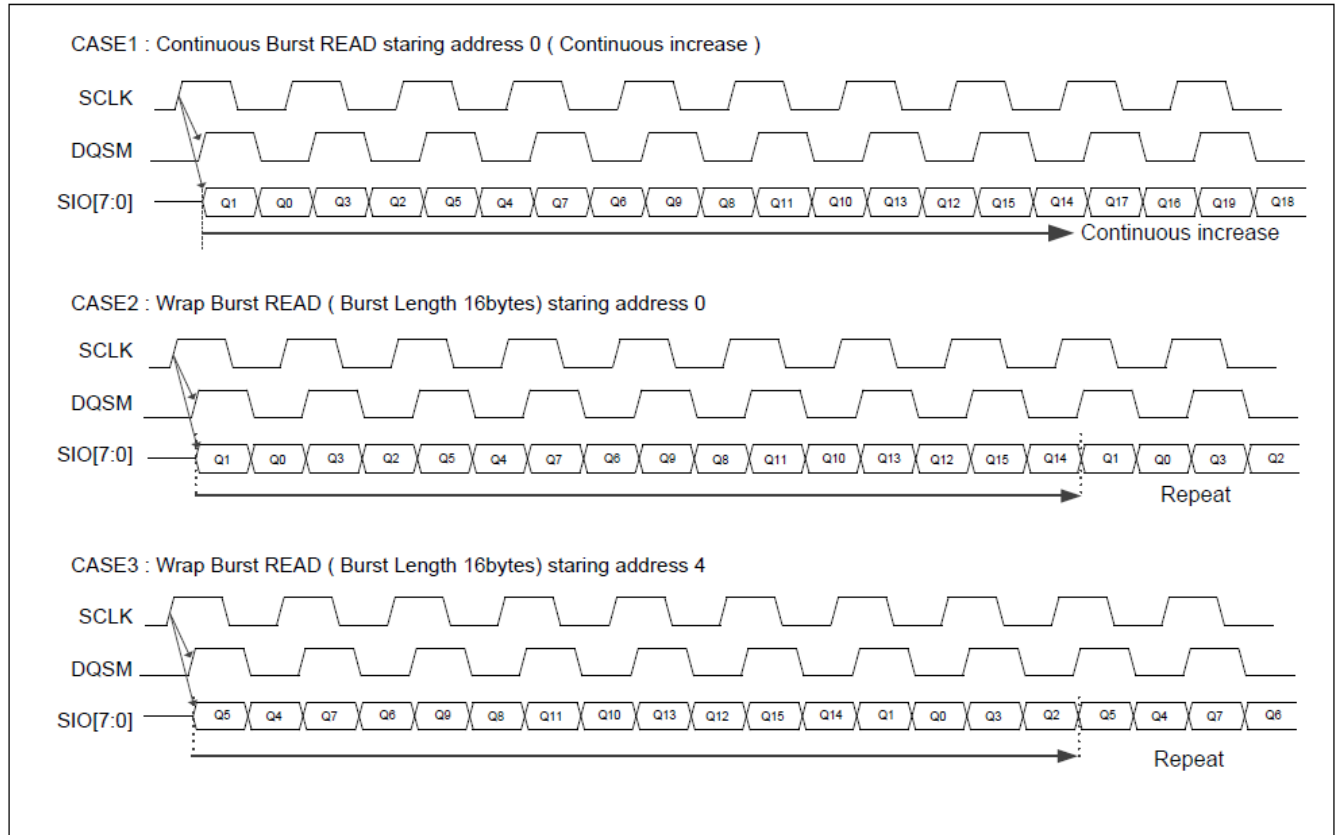 CASE1 : Continuous Burst READ staring address 0 ( Continuous increase )
SCLK
DQSM
SIO[7:0] Q1 Q0 Q3 Q2 Q5 Q4 Q7 Q6 Q9 Q8 Q11 Q10 Q13 Q12 Q15 Q14 Q17 Q16 Q19 Q18
Continuous increase
CASE2 : Wrap Burst READ ( Burst Length 16bytes) staring address 0
SCLK
DQSM
SIO[7:0] Q1 Q0 Q3 Q2 Q5 Q4 Q7 Q6 Q9 Q8 Q11 Q10 Q13 Q12 Q15 Q14 Q1 Q0 Q3 Q2
Repeat
CASE3 : Wrap Burst READ ( Burst Length 16bytes) staring address 4
SCLK
DQSM
SIO[7:0] Q5 Q4 Q7 Q6 Q9 Q8 Q11 Q10 Q13 Q12 Q15 Q14 Q1 Q0 Q3 Q2 Q5 Q4 Q7 Q6
Repeat